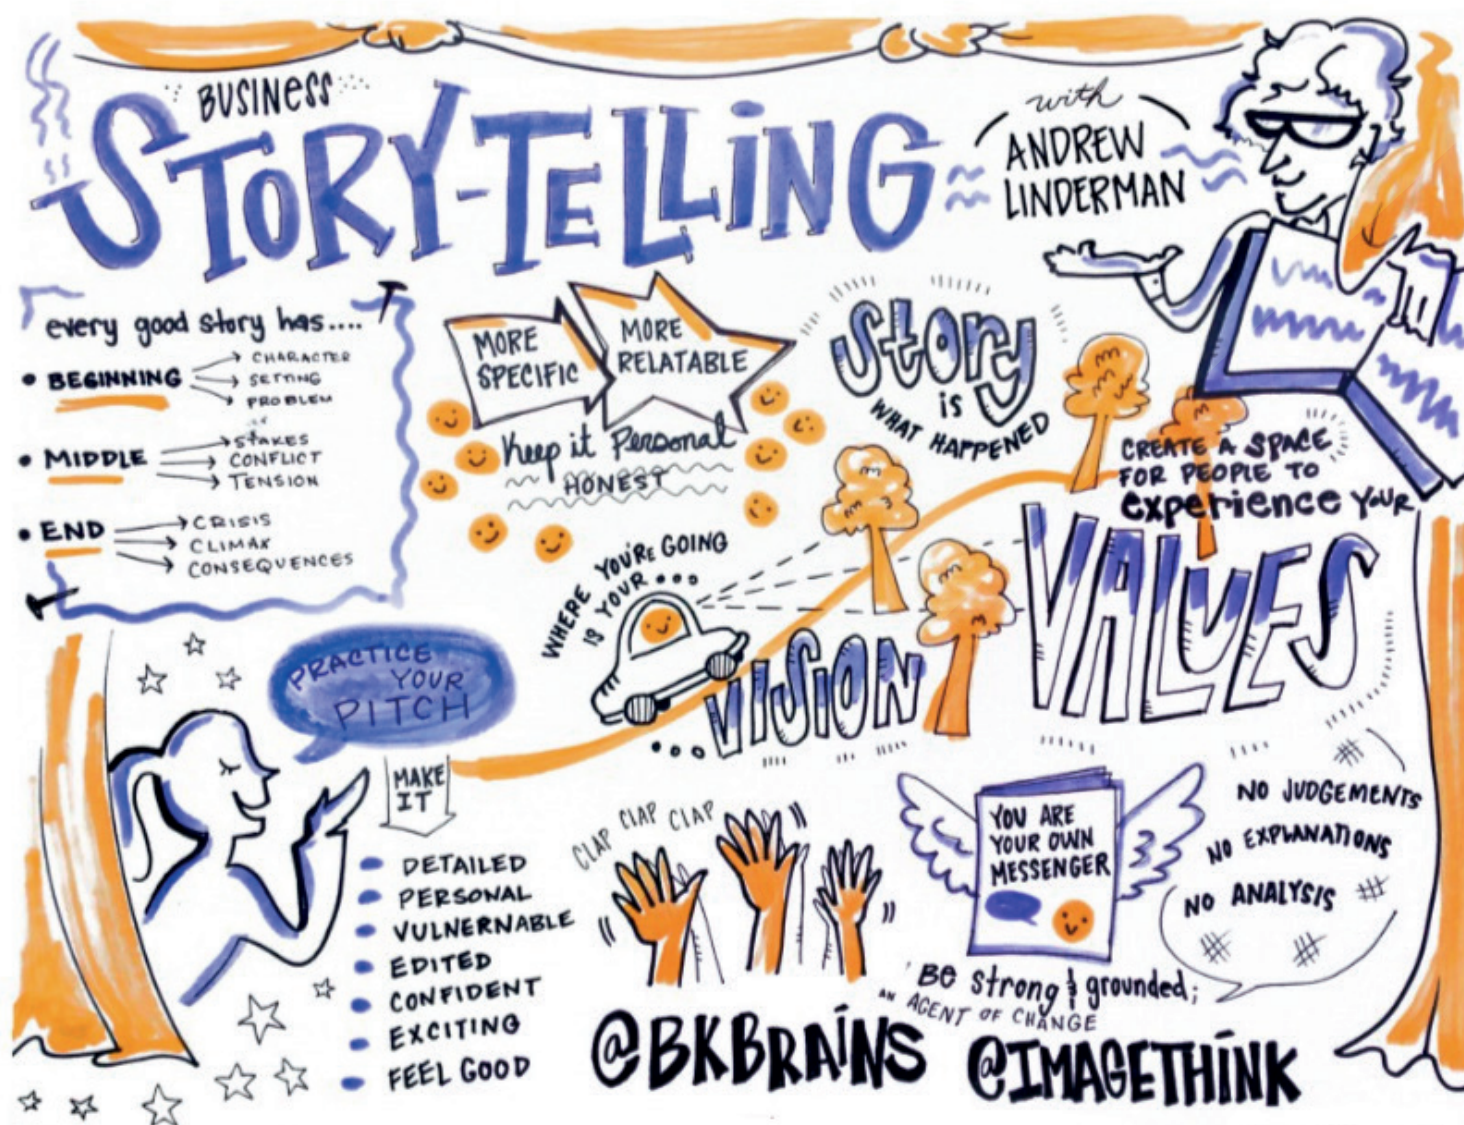 BUSINESS
STORY-TELLING
with
ANDREW
LINDERMAN
every good story has....
• BEGINNING
CHARACTER
SETTING
PROBLEM
• MIDDLE
STAKES
CONFLICT
TENSION
• END
CRISIS
CLIMAX
CONSEQUENCES
MORE
SPECIFIC
MORE
RELATABLE
Keep it Personal
HONEST
Story
is
WHAT HAPPENED
CREATE A SPACE
FOR PEOPLE TO
experience YOUR
VALUES
WHERE YOU'RE GOING
IS YOUR...
...VISION
PRACTICE
YOUR
PITCH
MAKE
IT
DETAILED
PERSONAL
VULNERNABLE
EDITED
CONFIDENT
EXCITING
FEEL GOOD
CLAP CLAP CLAP
YOU ARE
YOUR OWN
MESSENGER
NO JUDGEMENTS
NO EXPLANATIONS
NO ANALYSIS
BE strong & grounded;
AN AGENT OF CHANGE
@BKBRAINS
@IMAGETHINK